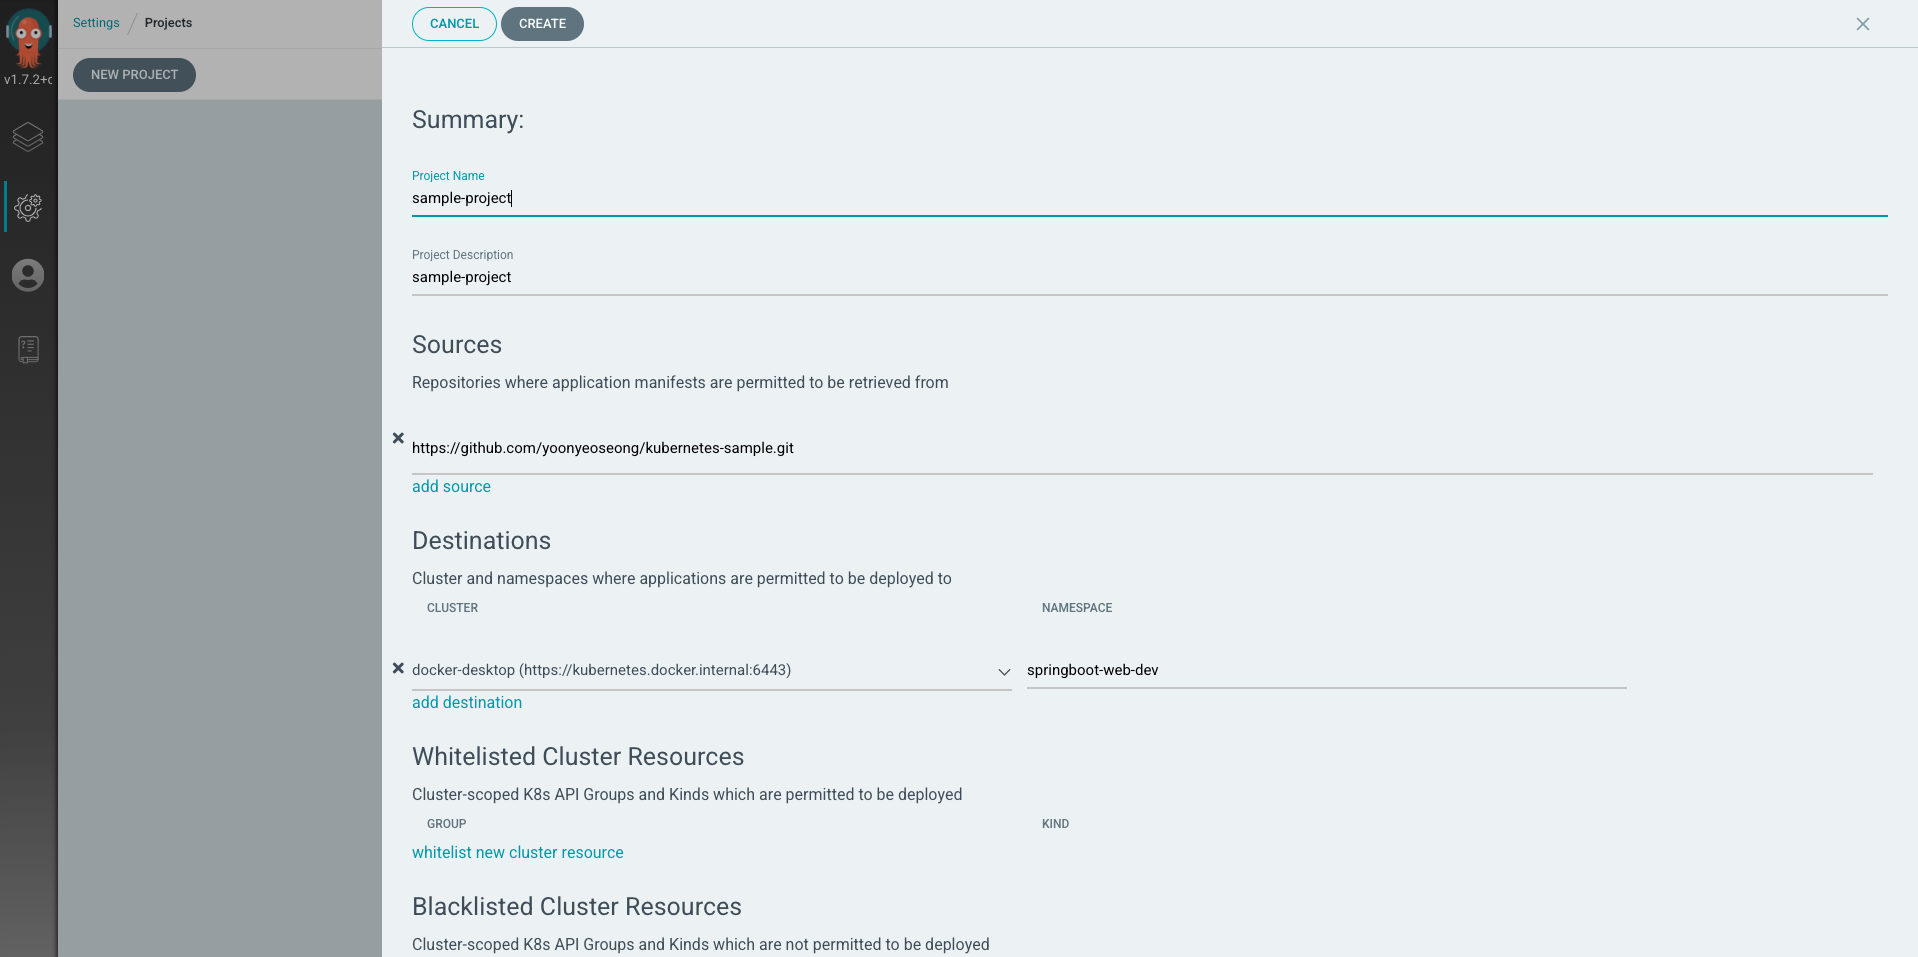 Settings / Projects
v1.7.2+c
NEW PROJECT
CANCEL CREATE
Summary:
Project Name
sample-project
Project Description
sample-project
Sources
Repositories where application manifests are permitted to be retrieved from
https://github.com/yoonyeoseong/kubernetes-sample.git
add source
Destinations
Cluster and namespaces where applications are permitted to be deployed to
CLUSTER NAMESPACE
docker-desktop (https://kubernetes.docker.internal:6443) springboot-web-dev
add destination
Whitelisted Cluster Resources
Cluster-scoped K8s API Groups and Kinds which are permitted to be deployed
GROUP KIND
whitelist new cluster resource
Blacklisted Cluster Resources
Cluster-scoped K8s API Groups and Kinds which are not permitted to be deployed